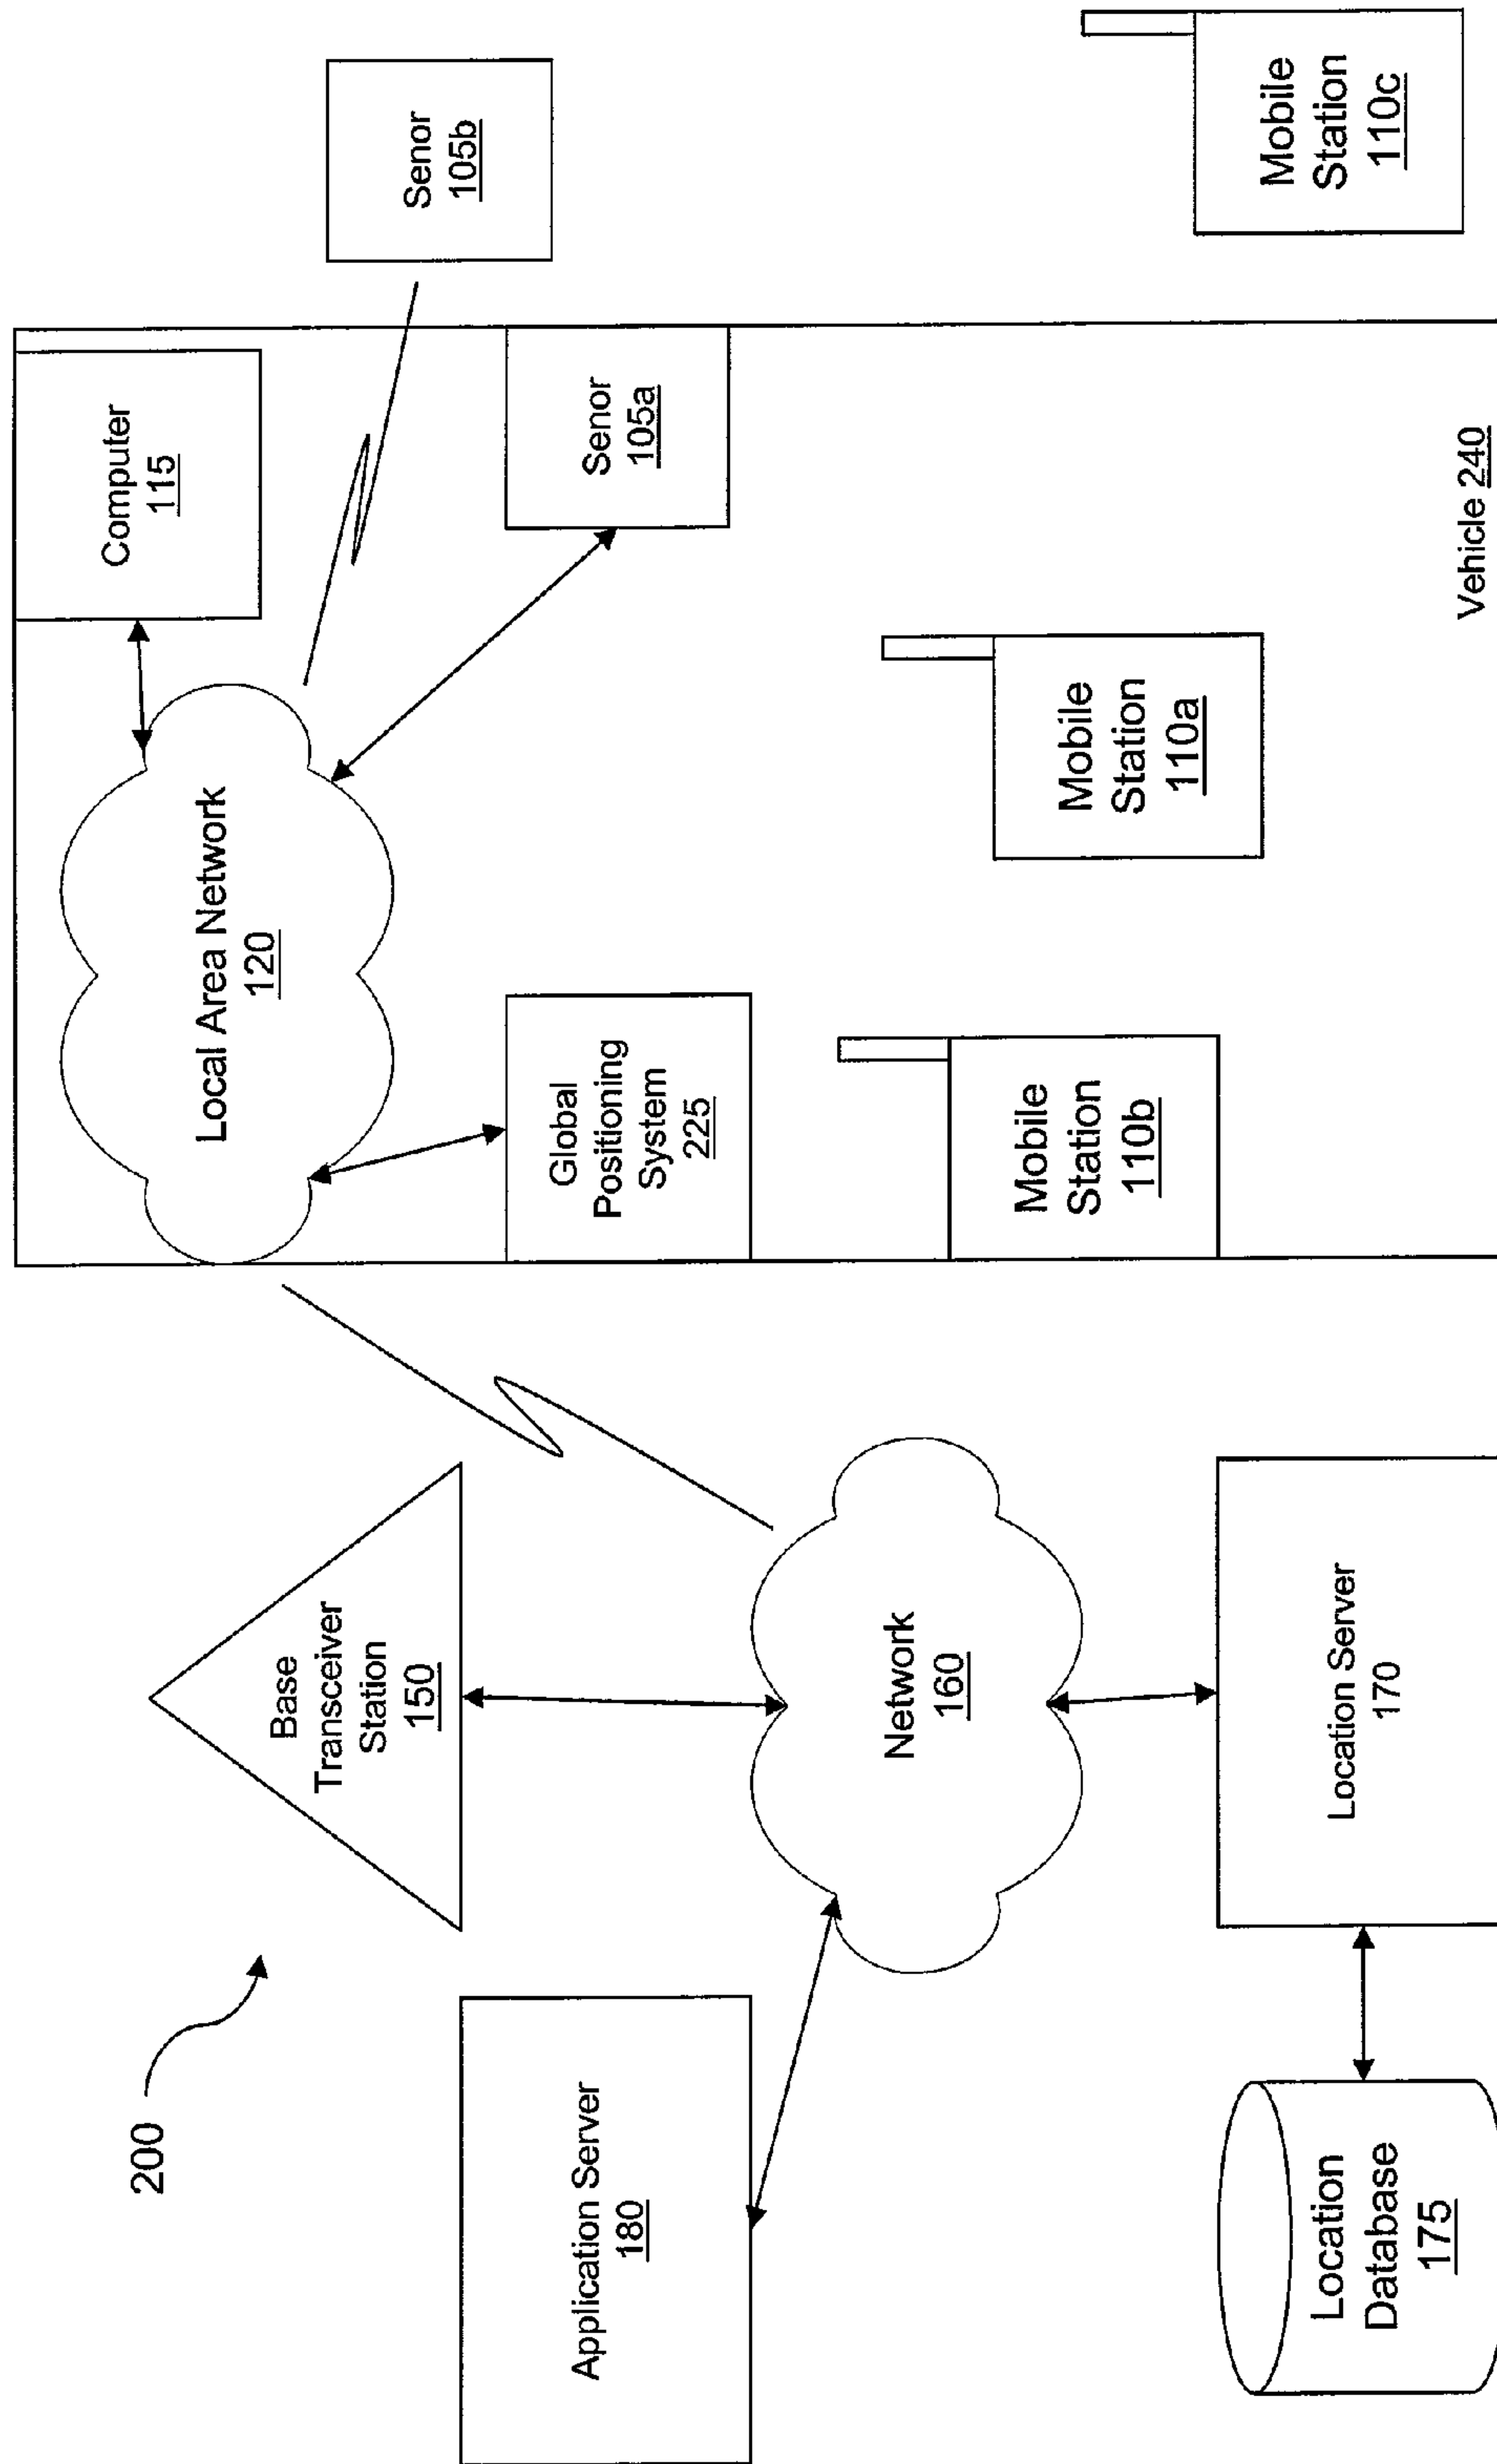 200
Application Server
180
Base
Transceiver
Station
150
Network
160
Location
Database
175
Location Server
170
Local Area Network
120
Computer
115
Global
Positioning
System
225
Senor
105a
Senor
105b
Mobile
Station
110b
Mobile
Station
110a
Mobile
Station
110c
Vehicle 240